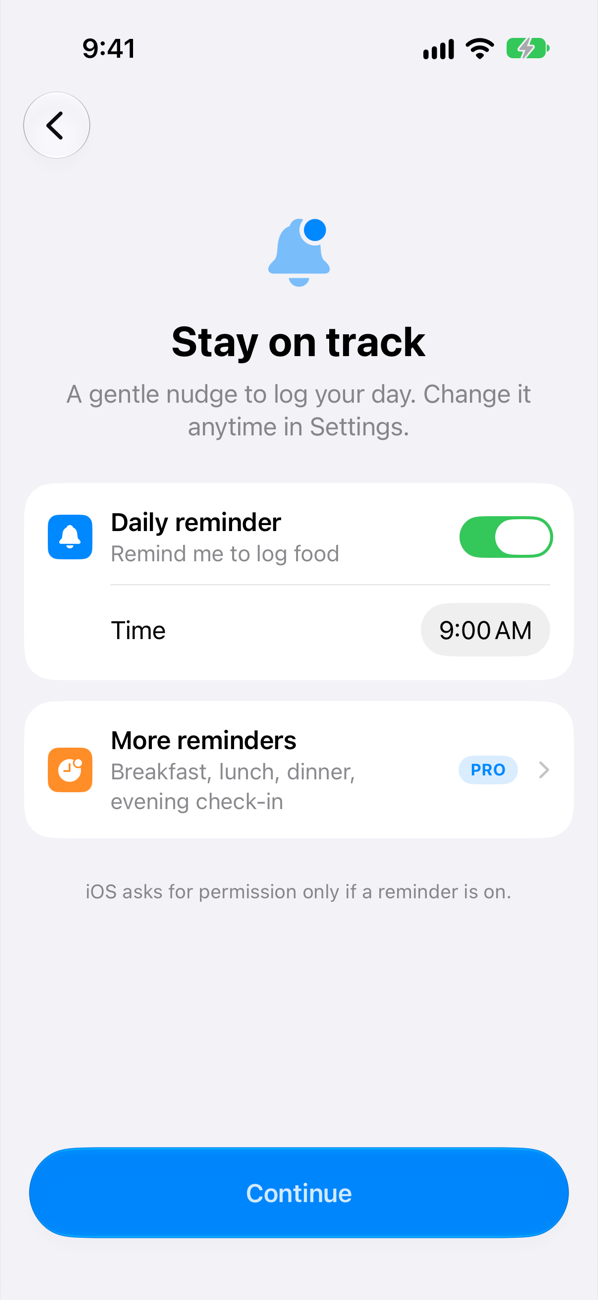 9:41
Stay on track
A gentle nudge to log your day. Change it
anytime in Settings.
Daily reminder
Remind me to log food
Time
9:00 AM
More reminders
Breakfast, lunch, dinner,
evening check-in
PRO
iOS asks for permission only if a reminder is on.
Continue